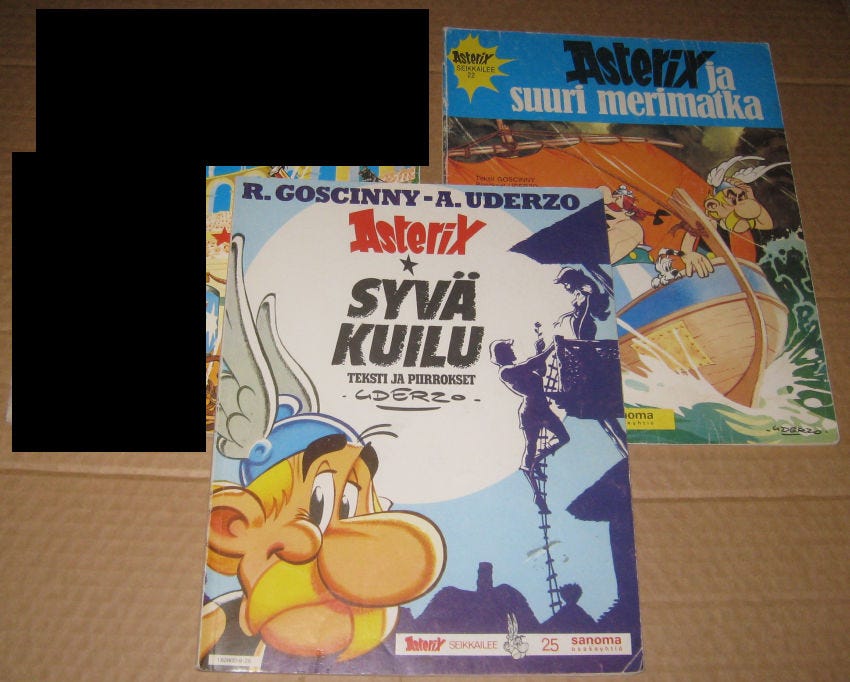 Asterix
SEIKKAILEE
22
Asterix ja
suuri merimatka
Teksti GOSCINNY
UDERZO
R. GOSCINNY-A. UDERZO
Asterix
SYVÄ
KUILU
TEKSTI JA PIIRROKSET
·UDERZO·
Asterix SEIKKAILEE 25 sanoma
osakeyhtiö
·UDERZO·